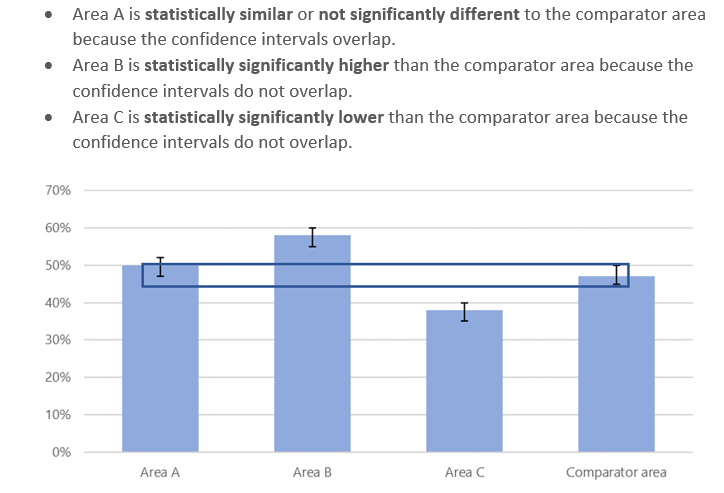 • Area A is statistically similar or not significantly different to the comparator area
because the confidence intervals overlap.
• Area B is statistically significantly higher than the comparator area because the
confidence intervals do not overlap.
• Area C is statistically significantly lower than the comparator area because the
confidence intervals do not overlap.
70%
60%
50%
40%
30%
20%
10%
0%
Area A Area B Area C Comparator area